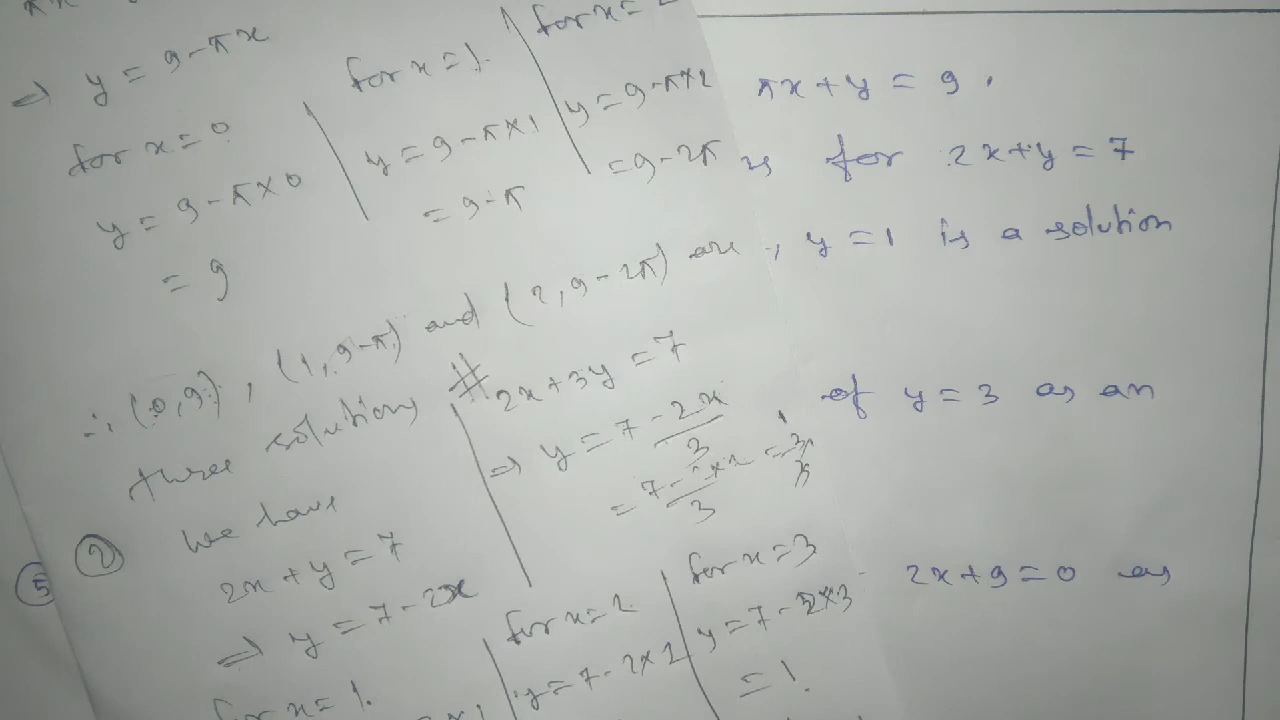 ⇒ y = 9 - πx
for x = 0
y = 9 - π×0
= 9
for x = 1.
y = 9 - π×1
= 9 - π
for x =
y = 9 - π×2
= 9 - 2π
∴ (0,9), (1, 9-π) and (2, 9-2π) are
three solutions
② We have
2x + y = 7
⇒ y = 7 - 2x
for x = 1.
for x = 2.
y = 7 - 2×2
for x = 3
y = 7 - 2×3
= 1.
# 2x + 3y = 7
⇒ y = 7 - 2x / 3
5
πx + y = 9.
for 2x + y = 7
, y = 1 is a solution
of y = 3 as an
2x + 9 = 0 as